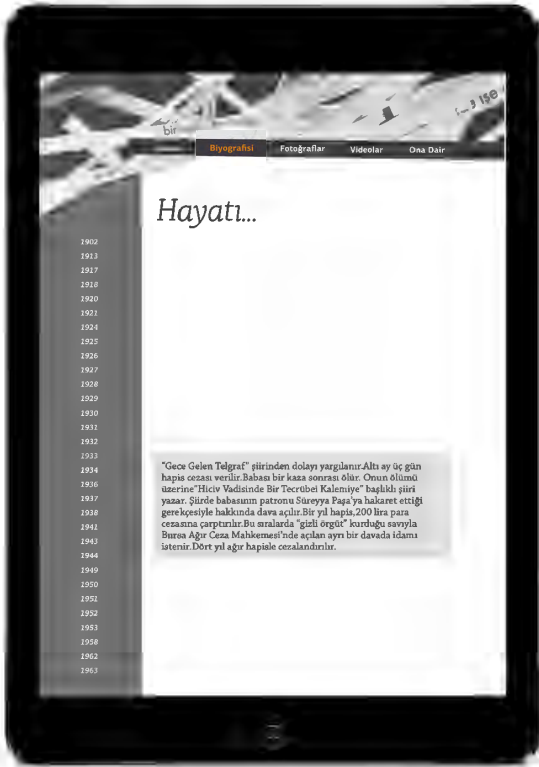 bir
! işe
Biyografisi Fotoğraflar Videolar Ona Dair
Hayatı...
1902
1913
1917
1918
1920
1921
1924
1925
1926
1927
1928
1929
1930
1931
1932
1933
1934
1936
1937
1938
1941
1943
1944
1949
1950
1951
1952
1953
1958
1962
1963
"Gece Gelen Telgraf" şiirinden dolayı yargılanır.Altı ay üç gün
hapis cezası verilir.Babası bir kaza sonrası ölür. Onun ölümü
üzerine"Hiciv Vadisinde Bir Tecrübei Kalemiye" başlıklı şiiri
yazar. Şiirde babasının patronu Süreyya Paşa'ya hakaret ettiği
gerekçesiyle hakkında dava açılır.Bir yıl hapis,200 lira para
cezasına çarptırılır.Bu sıralarda "gizli örgüt" kurduğu savıyla
Bursa Ağır Ceza Mahkemesi'nde açılan ayrı bir davada idamı
istenir.Dört yıl ağır hapisle cezalandırılır.